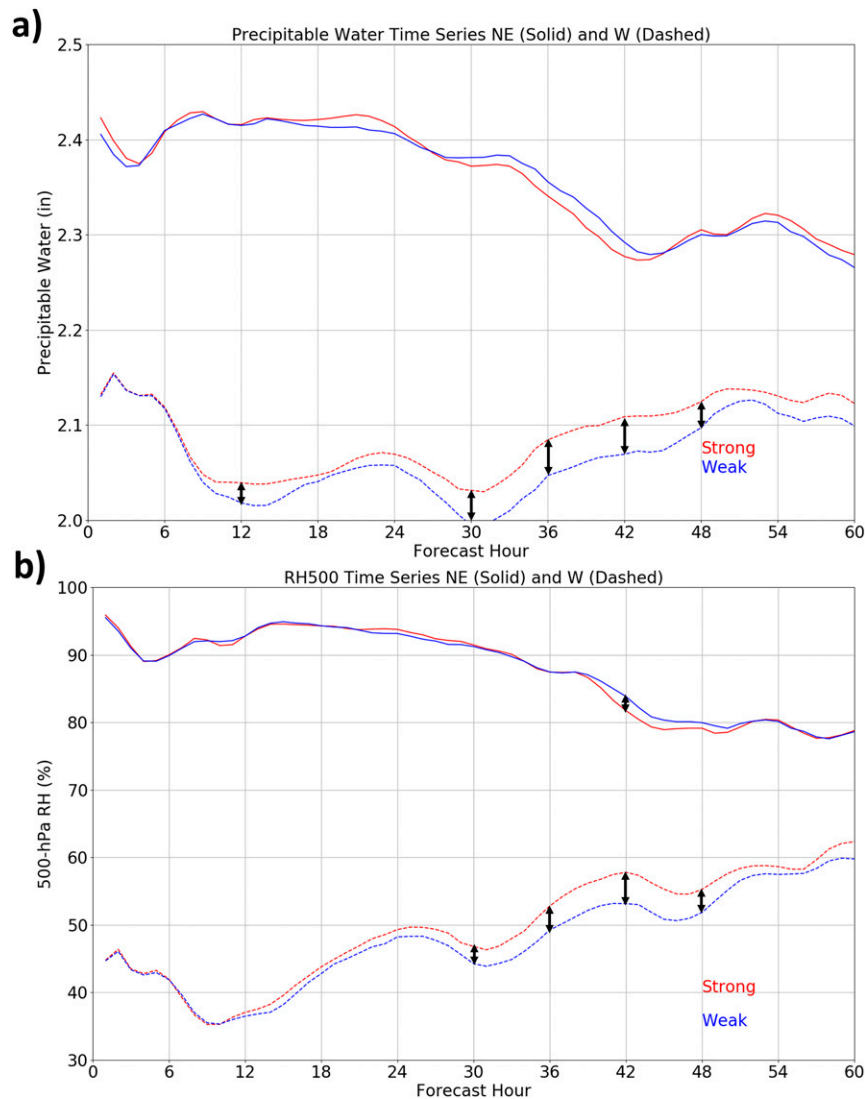 a)
Precipitable Water Time Series NE (Solid) and W (Dashed)
2.5
2.4
2.3
2.2
2.1
2.0
Precipitable Water (in)
Strong
Weak
0 6 12 18 24 30 36 42 48 54 60
Forecast Hour
b)
RH500 Time Series NE (Solid) and W (Dashed)
100
90
80
70
60
50
40
30
500-hPa RH (%)
Strong
Weak
0 6 12 18 24 30 36 42 48 54 60
Forecast Hour